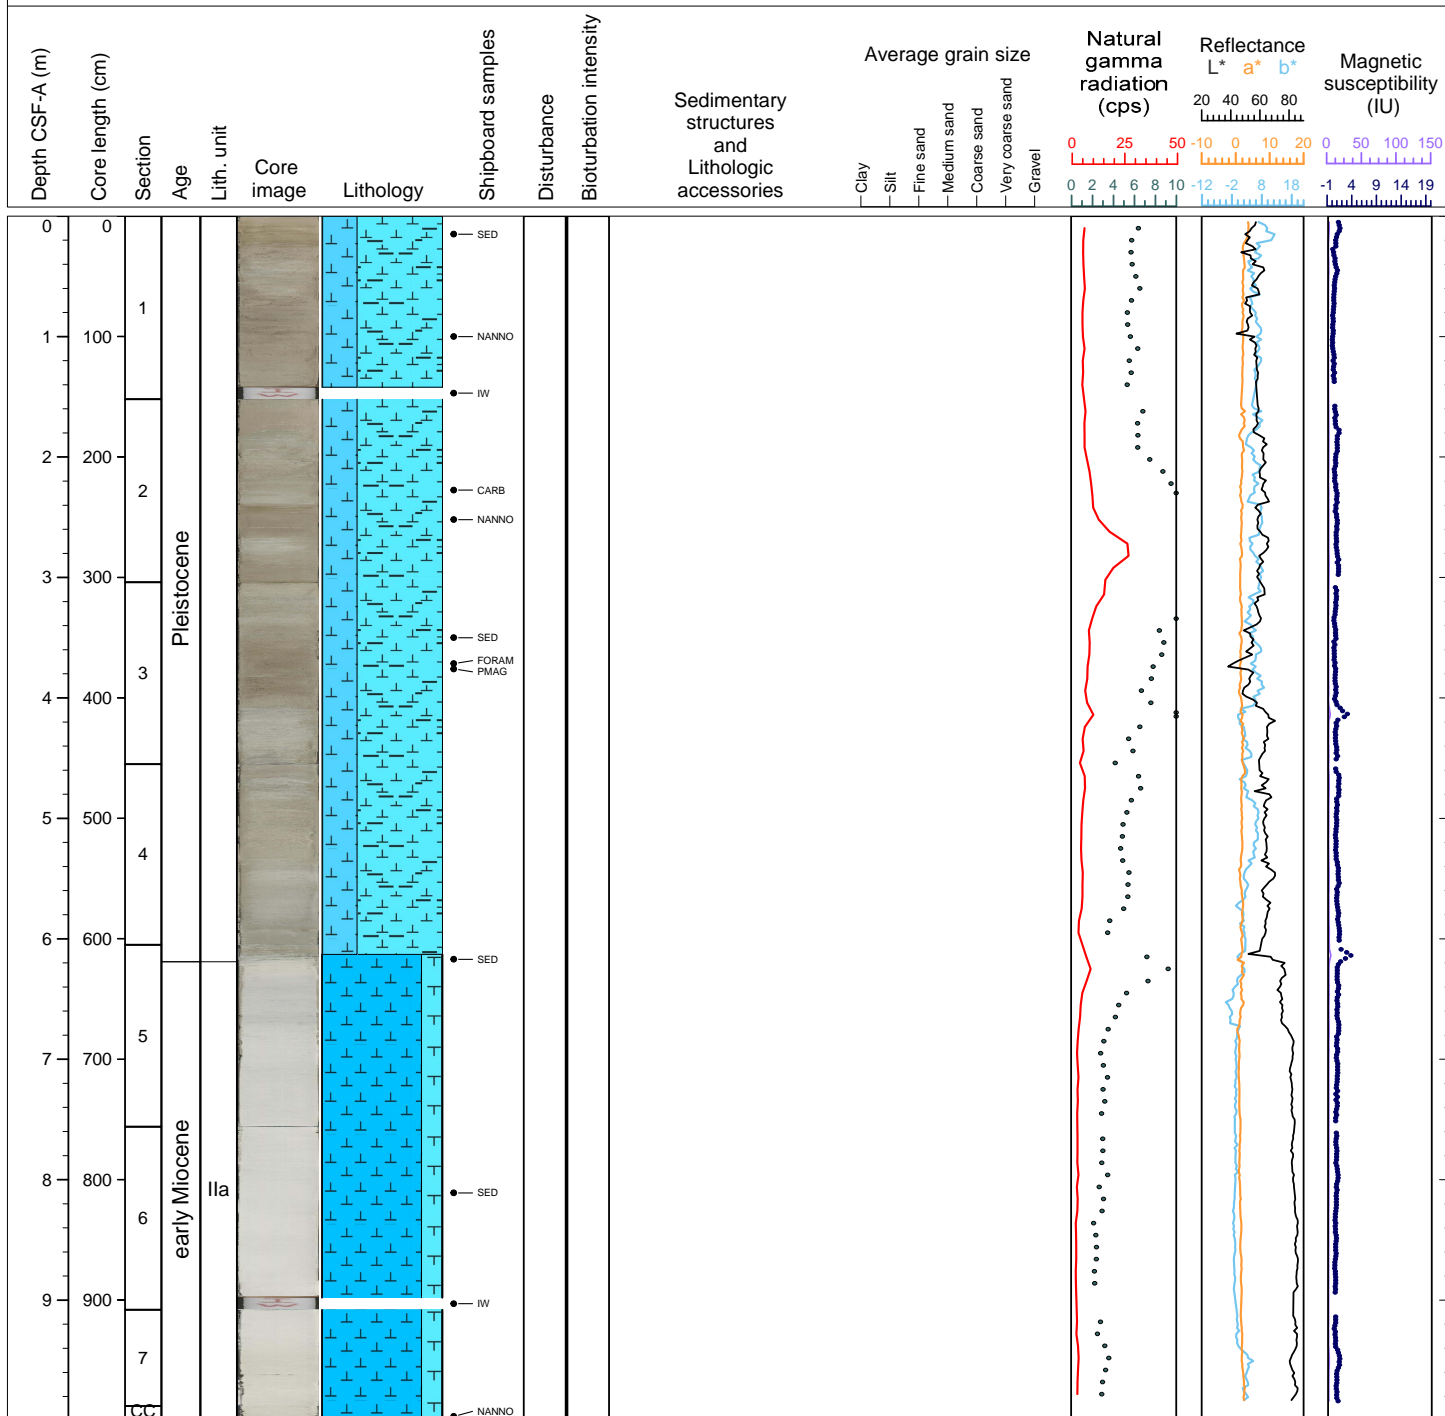 Depth CSF-A (m)
Core length (cm)
Section
Age
Lith. unit
Core
image
Lithology
Shipboard samples
Disturbance
Bioturbation intensity
Sedimentary
structures
and
Lithologic
accessories
Average grain size
Clay
Silt
Fine sand
Medium sand
Coarse sand
Very coarse sand
Gravel
Natural
gamma
radiation
(cps)
0 25 50
0 2 4 6 8 10
Reflectance
L* a* b*
20 40 60 80
-10 0 10 20
-12 -2 8 18
Magnetic
susceptibility
(IU)
0 50 100 150
-1 4 9 14 19
0 0
SED
1
1 100
NANNO
IW
2 200
2
CARB
NANNO
Pleistocene
3 300
SED
FORAM
PMAG
3
4 400
5 500
4
6 600
SED
5
7 700
early Miocene
IIa
8 800
SED
6
9 900
IW
7
CC
NANNO